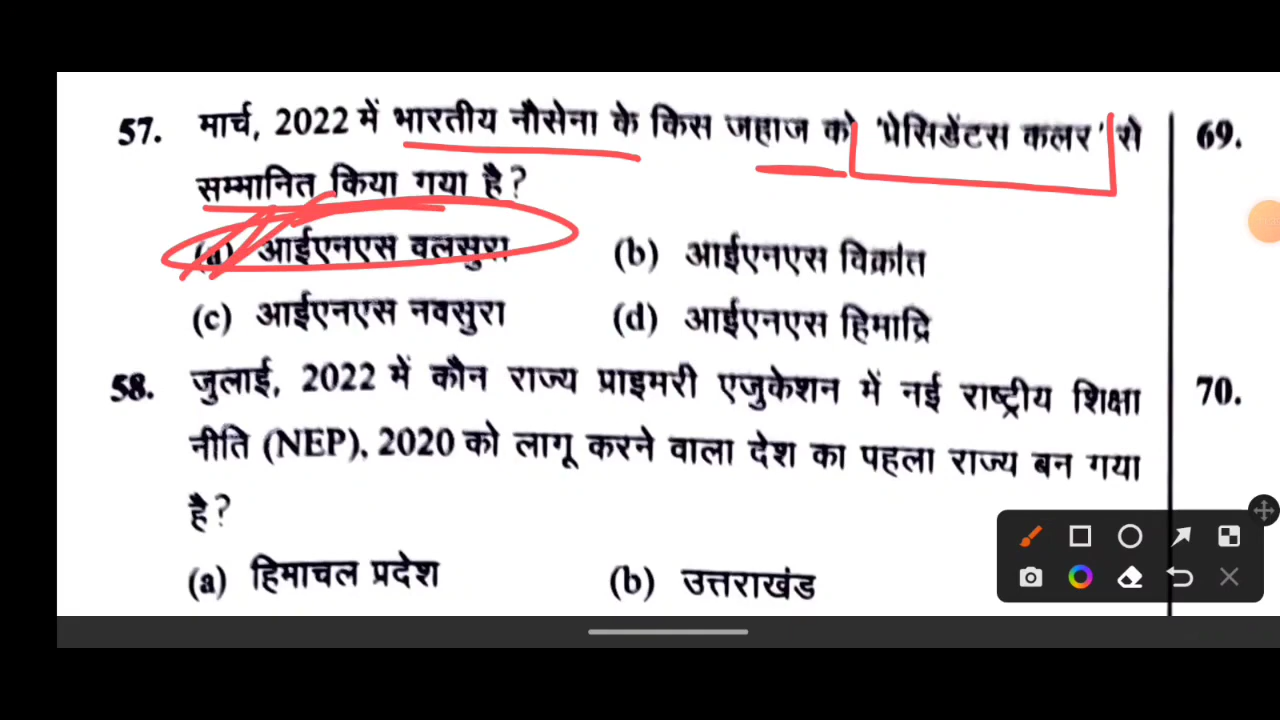 57. मार्च, 2022 में भारतीय नौसेना के किस जहाज को 'प्रेसिडेंटस कलर' से
सम्मानित किया गया है?
(a) आईएनएस वलसुरा (b) आईएनएस विक्रांत
(c) आईएनएस नवसुरा (d) आईएनएस हिमाद्रि
58. जुलाई, 2022 में कौन राज्य प्राइमरी एजुकेशन में नई राष्ट्रीय शिक्षा
नीति (NEP), 2020 को लागू करने वाला देश का पहला राज्य बन गया
है?
(a) हिमाचल प्रदेश (b) उत्तराखंड
69.
70.